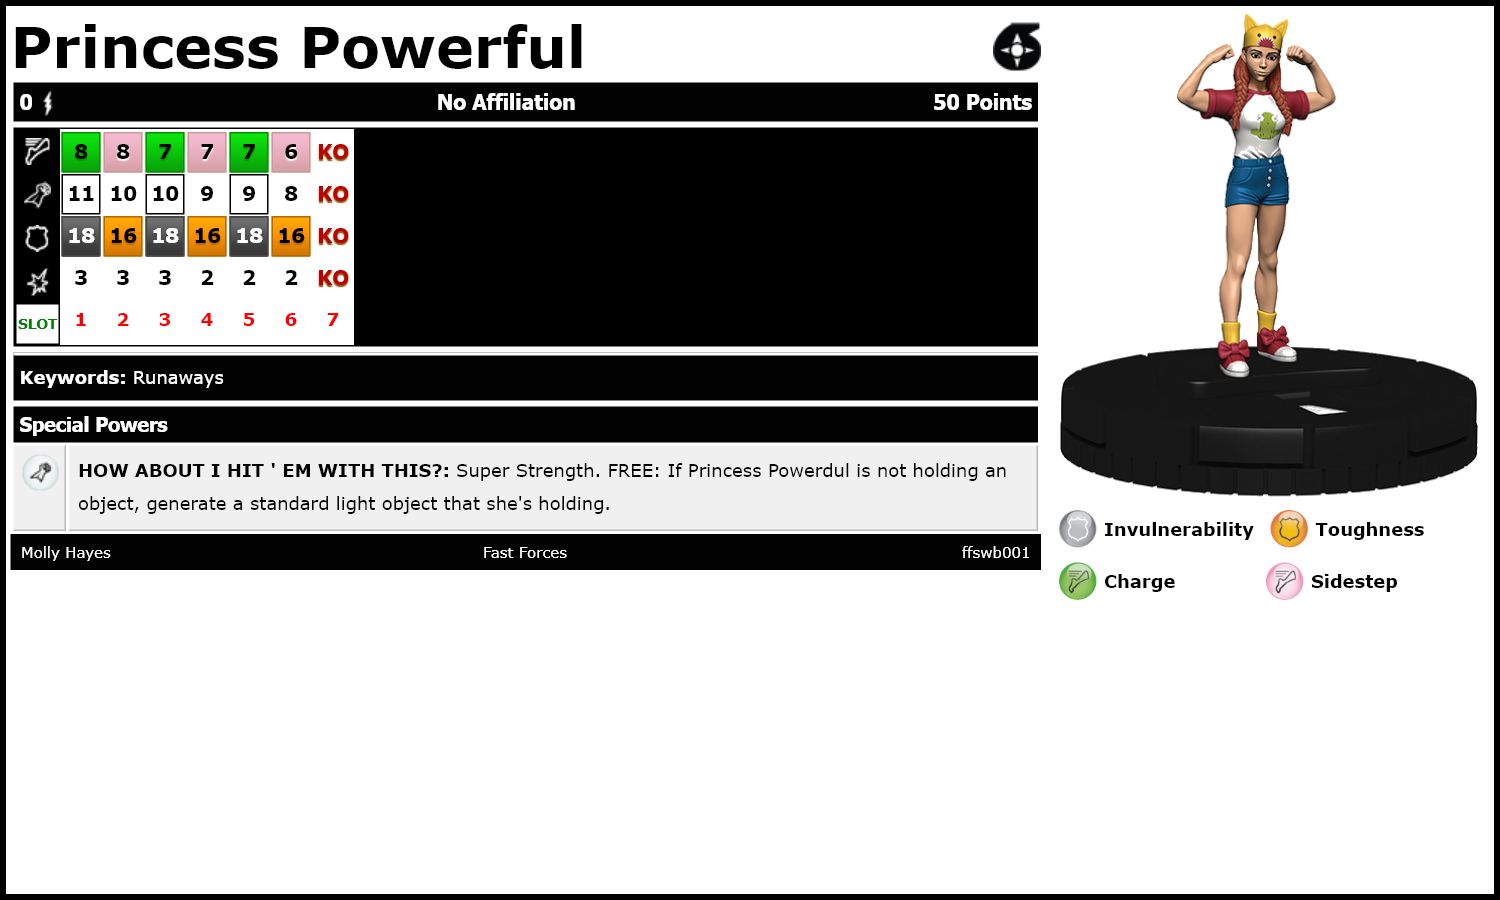 Princess Powerful
0 No Affiliation 50 Points
8 8 7 7 7 6 KO
11 10 10 9 9 8 KO
18 16 18 16 18 16 KO
3 3 3 2 2 2 KO
SLOT 1 2 3 4 5 6 7
Keywords: Runaways
Special Powers
HOW ABOUT I HIT ' EM WITH THIS?: Super Strength. FREE: If Princess Powerdul is not holding an
object, generate a standard light object that she's holding.
Molly Hayes Fast Forces ffswb001
Invulnerability Toughness
Charge Sidestep